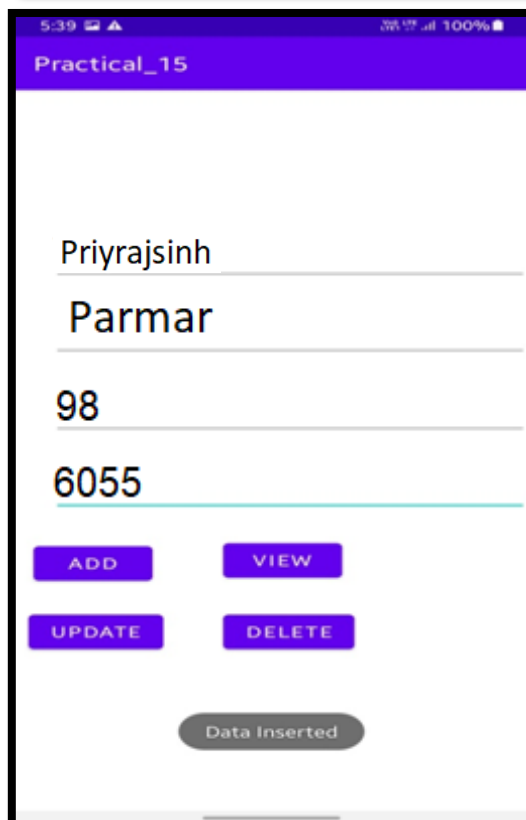 5:39 100%
Practical_15
Priyrajsinh
Parmar
98
6055
ADD VIEW
UPDATE DELETE
Data Inserted